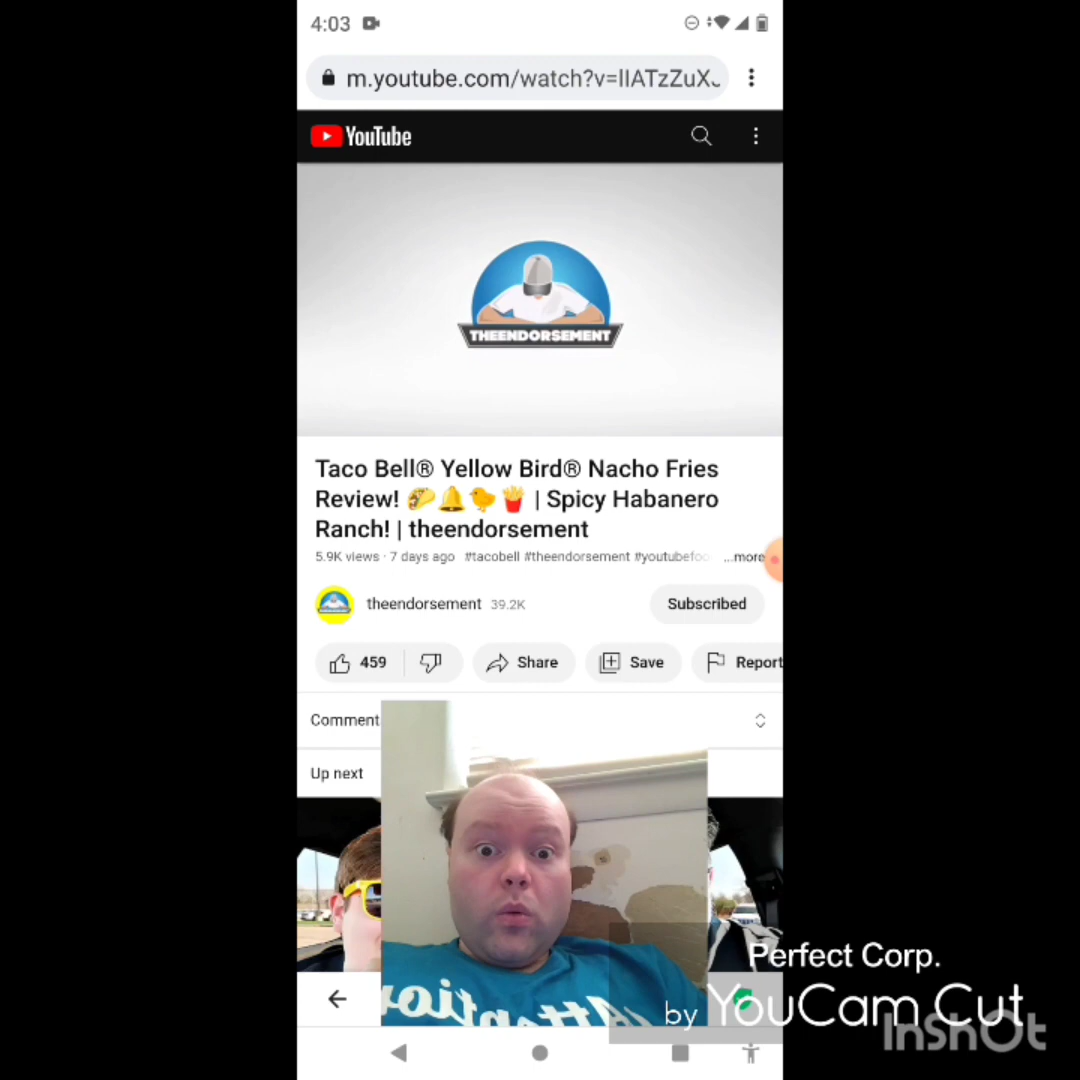 4:03
m.youtube.com/watch?v=
YouTube
THEENDORSEMENT
Taco Bell® Yellow Bird® Nacho Fries
Review! 🌮🔔🐤🍟 | Spicy Habanero
Ranch! | theendorsement
5.9K views · 7 days ago #tacobell #theendorsement #youtubefoo ...more
theendorsement 39.2K
Subscribed
459
Share
Save
Report
Comment
Up next
Attention
Perfect Corp.
by YouCam Cut
InShOt